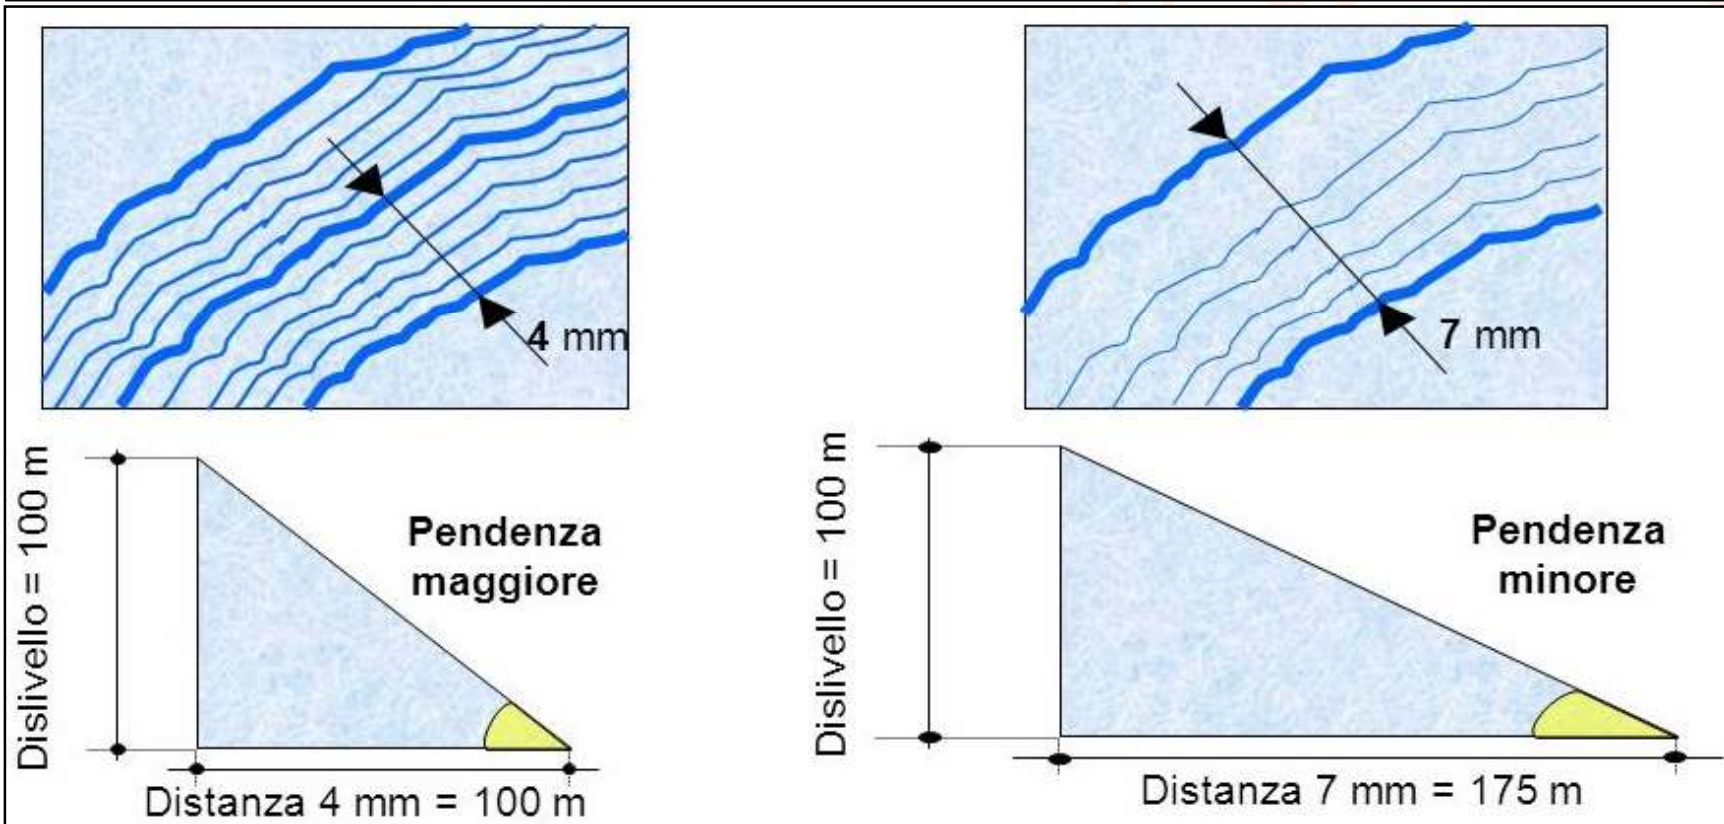 4 mm
7 mm
Dislivello = 100 m
Pendenza
maggiore
Distanza 4 mm = 100 m
Dislivello = 100 m
Pendenza
minore
Distanza 7 mm = 175 m